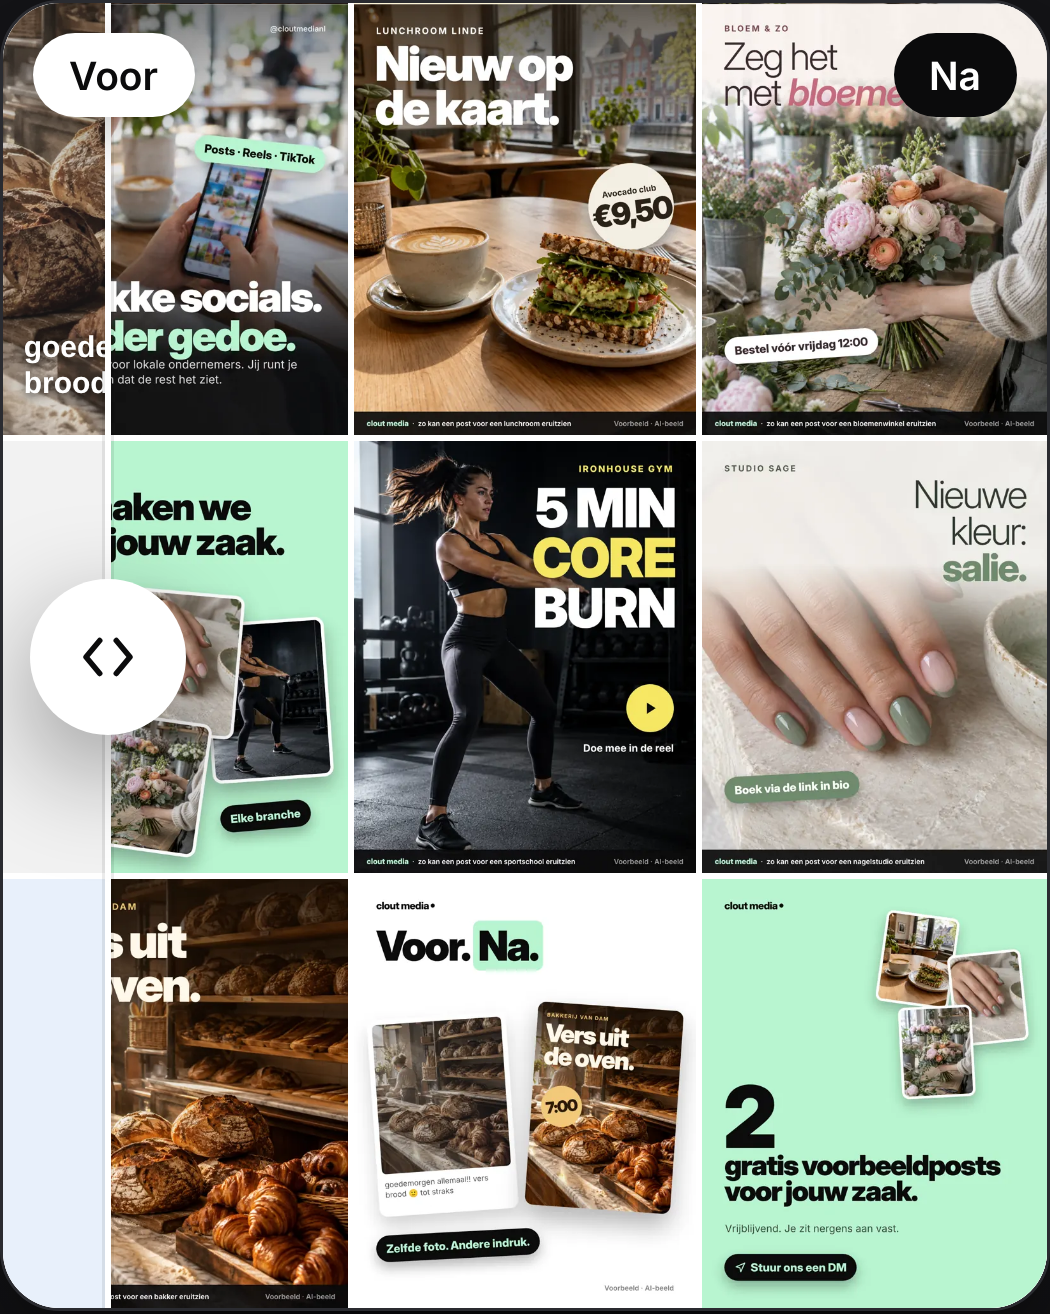 Voor
Na
@cloutmedianl
Posts · Reels · TikTok
kke socials.
der gedoe.
oor lokale ondernemers. Jij runt je
n dat de rest het ziet.
goede
brood
LUNCHROOM LINDE
Nieuw op
de kaart.
Avocado club
€9,50
clout media · zo kan een post voor een lunchroom eruitzien
Voorbeeld · AI-beeld
BLOEM & ZO
Zeg het
met bloeme
Bestel vóór vrijdag 12:00
clout media · zo kan een post voor een bloemenwinkel eruitzien
Voorbeeld · AI-beeld
aken we
jouw zaak.
Elke branche
IRONHOUSE GYM
5 MIN
CORE
BURN
Doe mee in de reel
clout media · zo kan een post voor een sportschool eruitzien
Voorbeeld · AI-beeld
STUDIO SAGE
Nieuwe
kleur:
salie.
Boek via de link in bio
clout media · zo kan een post voor een nagelstudio eruitzien
Voorbeeld · AI-beeld
DAM
s uit
oven.
ost voor een bakker eruitzien
Voorbeeld · AI-beeld
clout media
Voor. Na.
goedemorgen allemaal!! vers
brood 🙂 tot straks
BAKKERIJ VAN DAM
Vers uit
de oven.
7:00
Zelfde foto. Andere indruk.
Voorbeeld · AI-beeld
clout media
2
gratis voorbeeldposts
voor jouw zaak.
Vrijblijvend. Je zit nergens aan vast.
Stuur ons een DM